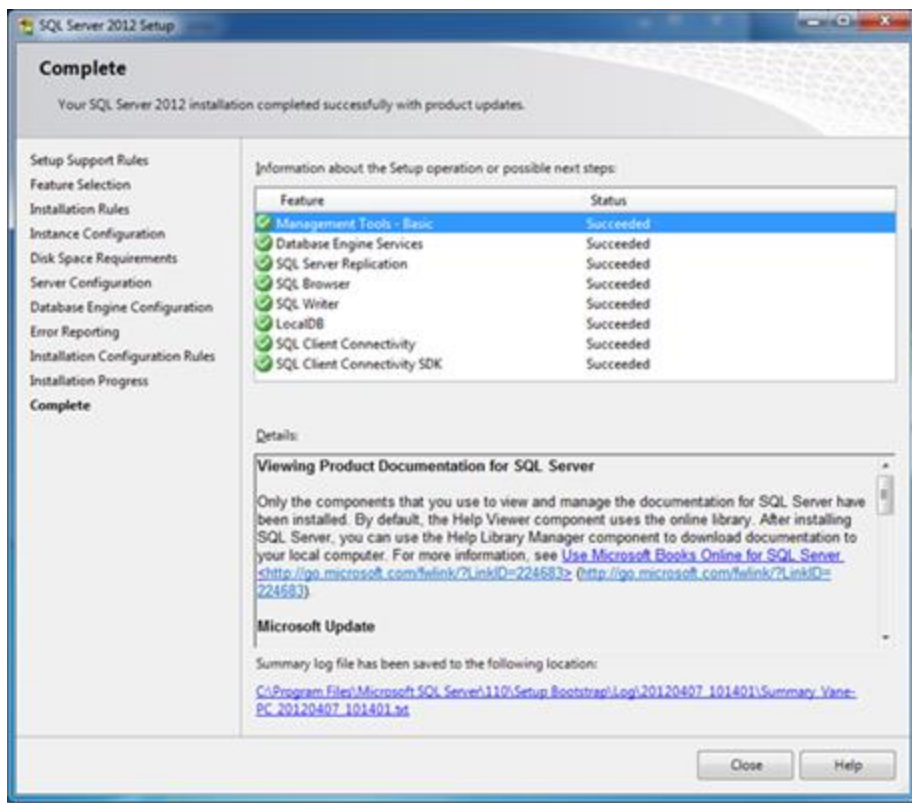 SQL Server 2012 Setup
Complete
Your SQL Server 2012 installation completed successfully with product updates.
Setup Support Rules
Feature Selection
Installation Rules
Instance Configuration
Disk Space Requirements
Server Configuration
Database Engine Configuration
Error Reporting
Installation Configuration Rules
Installation Progress
Complete
Information about the Setup operation or possible next steps:
Feature Status
Management Tools - Basic Succeeded
Database Engine Services Succeeded
SQL Server Replication Succeeded
SQL Browser Succeeded
SQL Writer Succeeded
LocalDB Succeeded
SQL Client Connectivity Succeeded
SQL Client Connectivity SDK Succeeded
Details:
Viewing Product Documentation for SQL Server
Only the components that you use to view and manage the documentation for SQL Server have
been installed. By default, the Help Viewer component uses the online library. After installing
SQL Server, you can use the Help Library Manager component to download documentation to
your local computer. For more information, see Use Microsoft Books Online for SQL Server
<http://go.microsoft.com/fwlink/?LinkID=224683> (http://go.microsoft.com/fwlink/?LinkID=
224683).
Microsoft Update
Summary log file has been saved to the following location:
C:\Program Files\Microsoft SQL Server\110\Setup Bootstrap\Log\20120407_101401\Summary_Vane-
PC_20120407_101401.txt
Close
Help